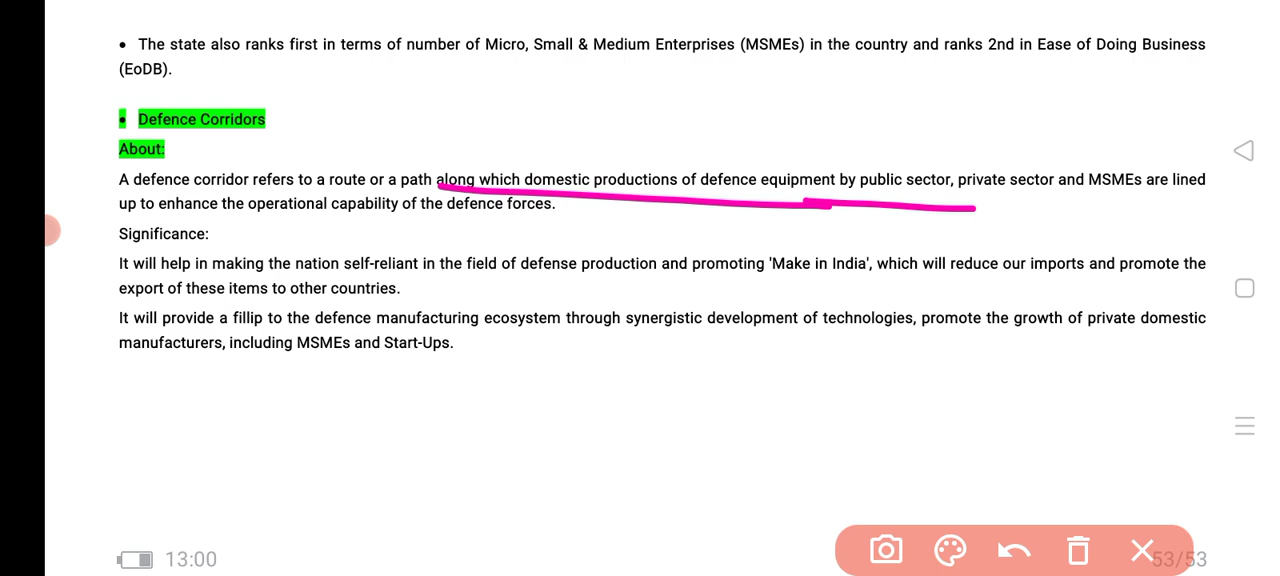 • The state also ranks first in terms of number of Micro, Small & Medium Enterprises (MSMEs) in the country and ranks 2nd in Ease of Doing Business
(EoDB).
• Defence Corridors
About:
A defence corridor refers to a route or a path along which domestic productions of defence equipment by public sector, private sector and MSMEs are lined
up to enhance the operational capability of the defence forces.
Significance:
It will help in making the nation self-reliant in the field of defense production and promoting 'Make in India', which will reduce our imports and promote the
export of these items to other countries.
It will provide a fillip to the defence manufacturing ecosystem through synergistic development of technologies, promote the growth of private domestic
manufacturers, including MSMEs and Start-Ups.
13:00
53/53